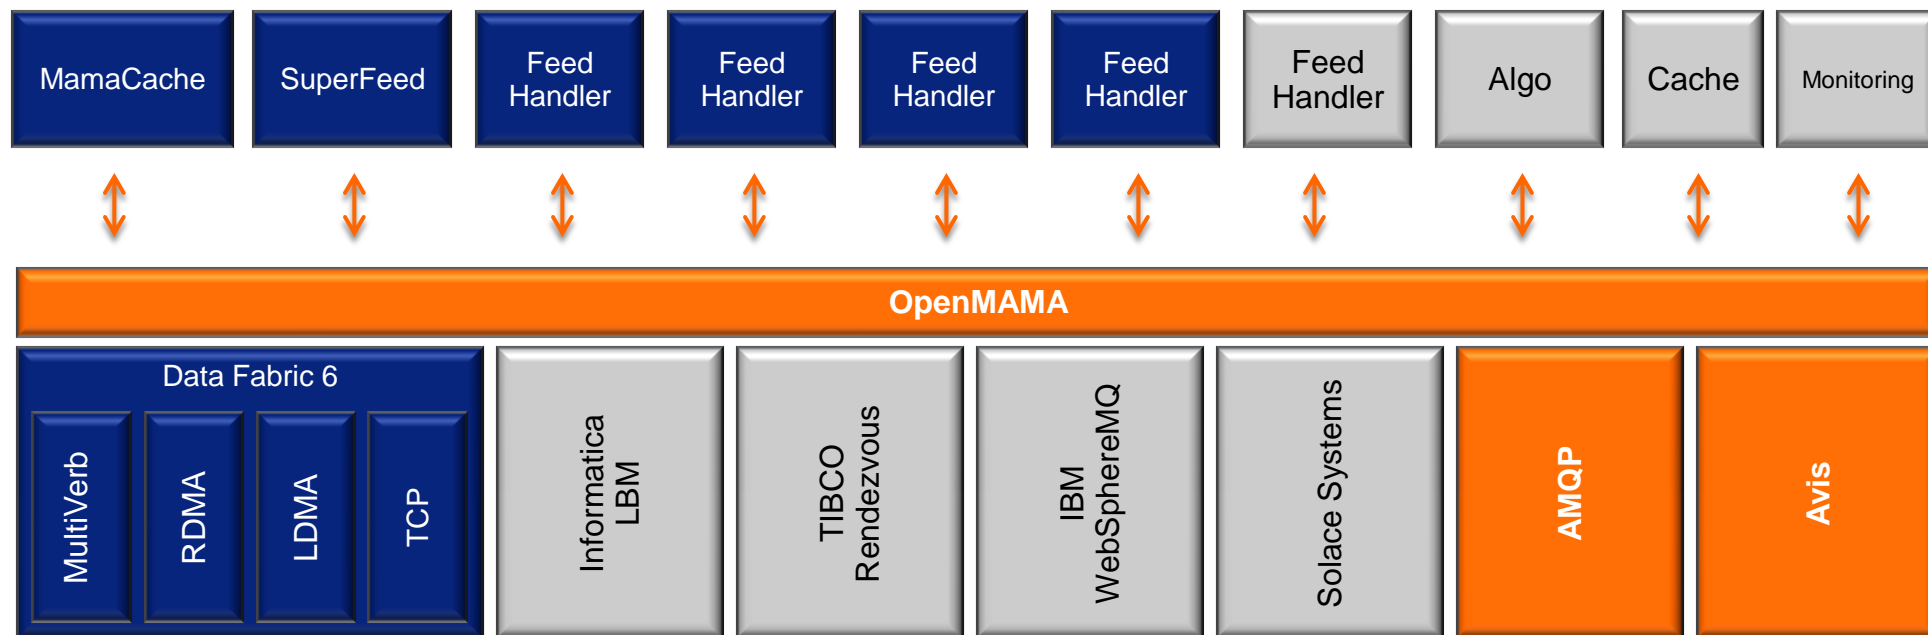 MamaCache
SuperFeed
Feed
Handler
Feed
Handler
Feed
Handler
Feed
Handler
Feed
Handler
Algo
Cache
Monitoring
OpenMAMA
Data Fabric 6
MultiVerb
RDMA
LDMA
TCP
Informatica
LBM
TIBCO
Rendezvous
IBM
WebSphereMQ
Solace Systems
AMQP
Avis